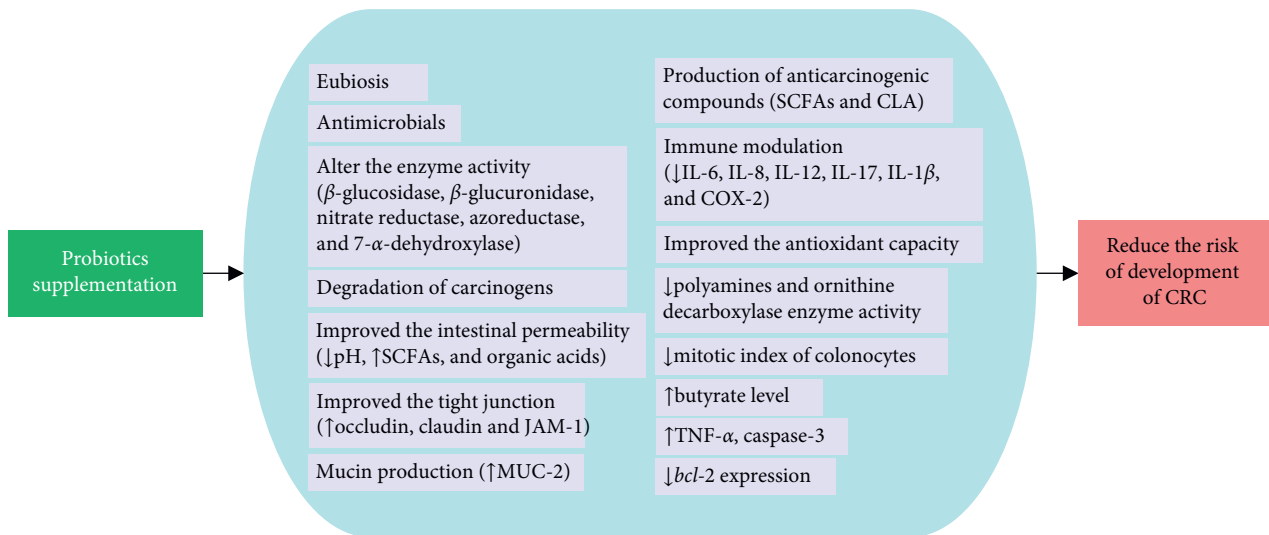 Probiotics
supplementation
Eubiosis
Antimicrobials
Alter the enzyme activity
(β-glucosidase, β-glucuronidase,
nitrate reductase, azoreductase,
and 7-α-dehydroxylase)
Degradation of carcinogens
Improved the intestinal permeability
(↓pH, ↑SCFAs, and organic acids)
Improved the tight junction
(↑occludin, claudin and JAM-1)
Mucin production (↑MUC-2)
Production of anticarcinogenic
compounds (SCFAs and CLA)
Immune modulation
(↓IL-6, IL-8, IL-12, IL-17, IL-1β,
and COX-2)
Improved the antioxidant capacity
↓polyamines and ornithine
decarboxylase enzyme activity
↓mitotic index of colonocytes
↑butyrate level
↑TNF-α, caspase-3
↓bcl-2 expression
Reduce the risk
of development
of CRC